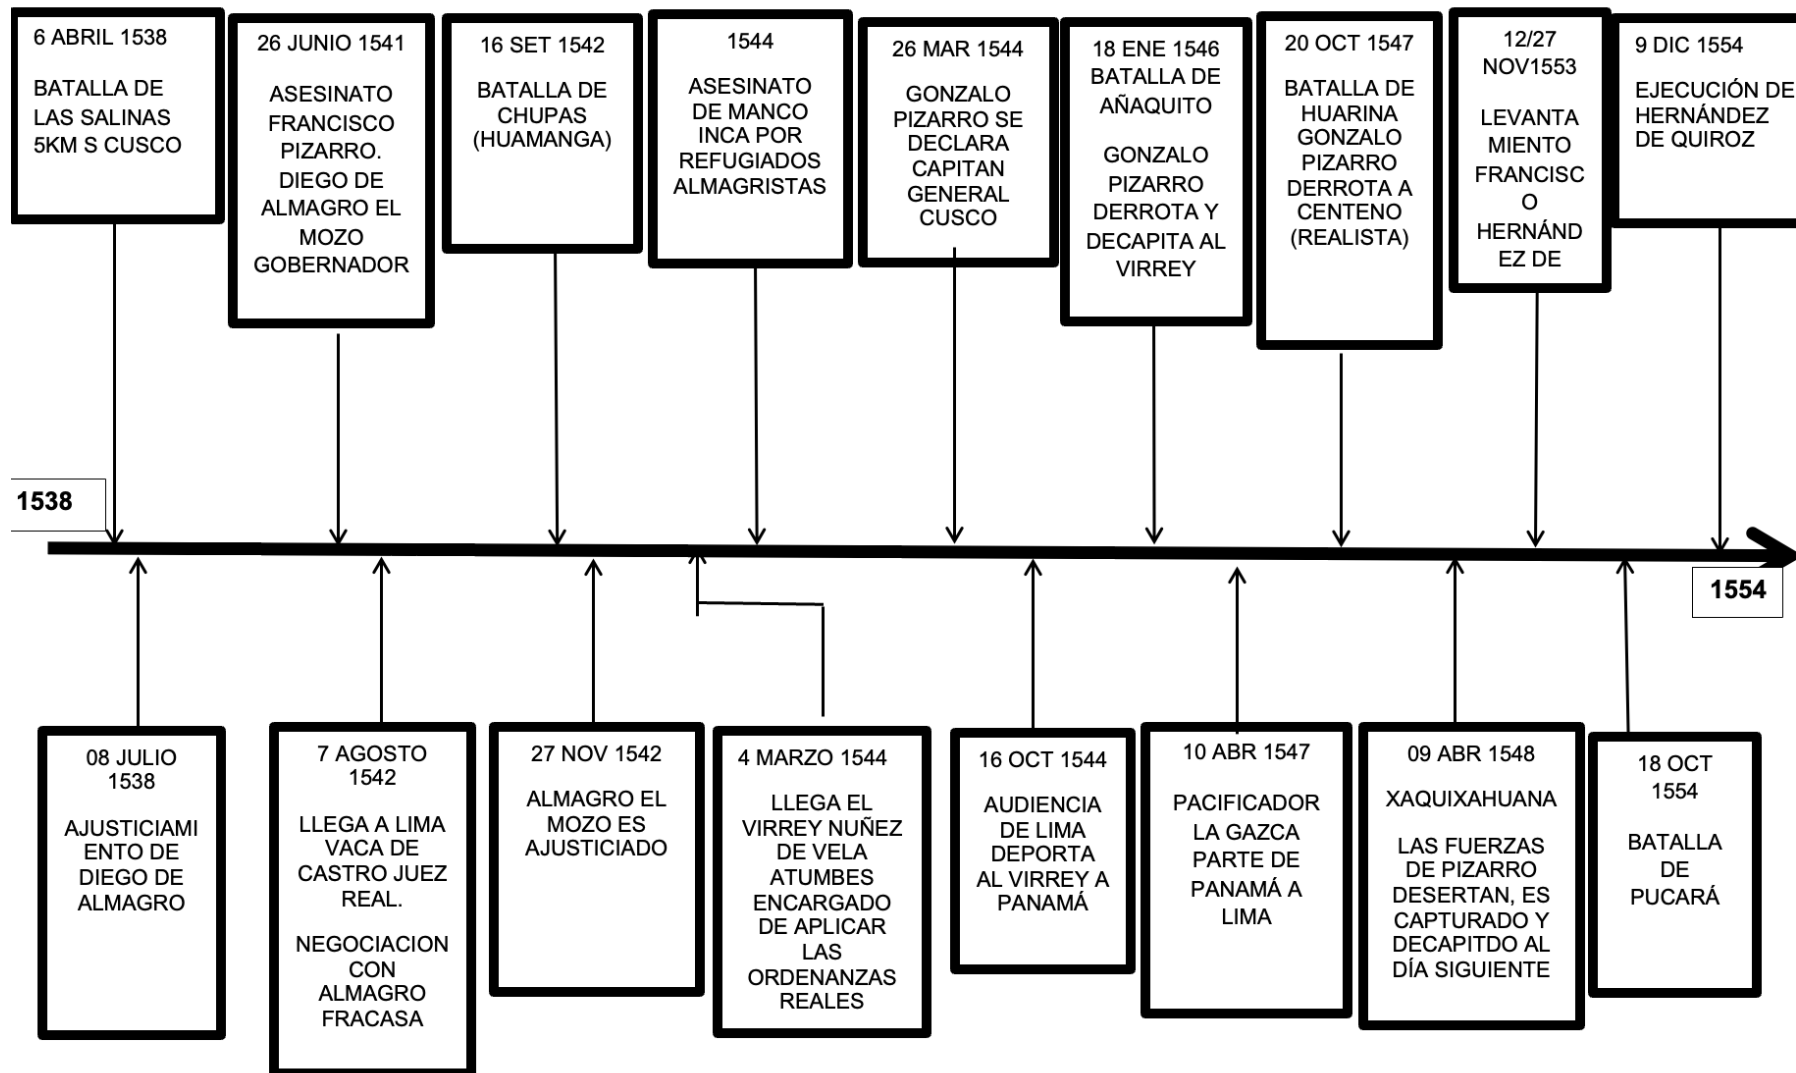 6 ABRIL 1538
BATALLA DE
LAS SALINAS
5KM S CUSCO
26 JUNIO 1541
ASESINATO
FRANCISCO
PIZARRO.
DIEGO DE
ALMAGRO EL
MOZO
GOBERNADOR
16 SET 1542
BATALLA DE
CHUPAS
(HUAMANGA)
1544
ASESINATO
DE MANCO
INCA POR
REFUGIADOS
ALMAGRISTAS
26 MAR 1544
GONZALO
PIZARRO SE
DECLARA
CAPITAN
GENERAL
CUSCO
18 ENE 1546
BATALLA DE
AÑAQUITO
GONZALO
PIZARRO
DERROTA Y
DECAPITA AL
VIRREY
20 OCT 1547
BATALLA DE
HUARINA
GONZALO
PIZARRO
DERROTA A
CENTENO
(REALISTA)
12/27
NOV1553
LEVANTA
MIENTO
FRANCISC
O
HERNÁND
EZ DE
9 DIC 1554
EJECUCIÓN DE
HERNÁNDEZ
DE QUIROZ
1538
1554
08 JULIO
1538
AJUSTICIAMI
ENTO DE
DIEGO DE
ALMAGRO
7 AGOSTO
1542
LLEGA A LIMA
VACA DE
CASTRO JUEZ
REAL.
NEGOCIACION
CON
ALMAGRO
FRACASA
27 NOV 1542
ALMAGRO EL
MOZO ES
AJUSTICIADO
4 MARZO 1544
LLEGA EL
VIRREY NUÑEZ
DE VELA
ATUMBES
ENCARGADO
DE APLICAR
LAS
ORDENANZAS
REALES
16 OCT 1544
AUDIENCIA
DE LIMA
DEPORTA
AL VIRREY A
PANAMÁ
10 ABR 1547
PACIFICADOR
LA GAZCA
PARTE DE
PANAMÁ A
LIMA
09 ABR 1548
XAQUIXAHUANA
LAS FUERZAS
DE PIZARRO
DESERTAN, ES
CAPTURADO Y
DECAPITDO AL
DÍA SIGUIENTE
18 OCT
1554
BATALLA
DE
PUCARÁ